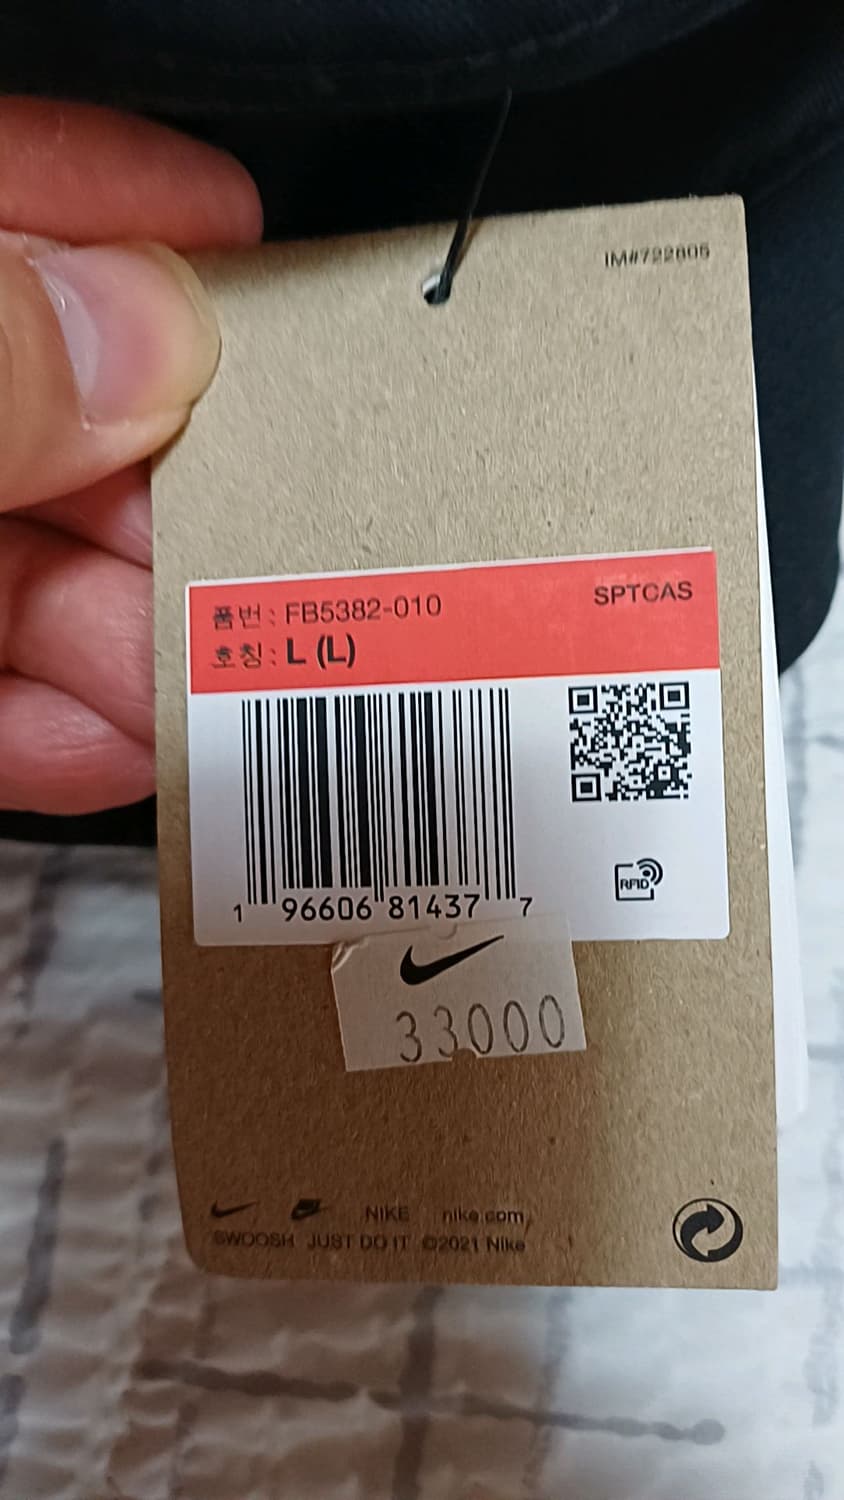 IM#722805
품번 : FB5382-010
SPTCAS
호칭 : L (L)
1 96606 81437 7
RFID
33000
NIKE nike.com
SWOOSH JUST DO IT ©2021 Nike